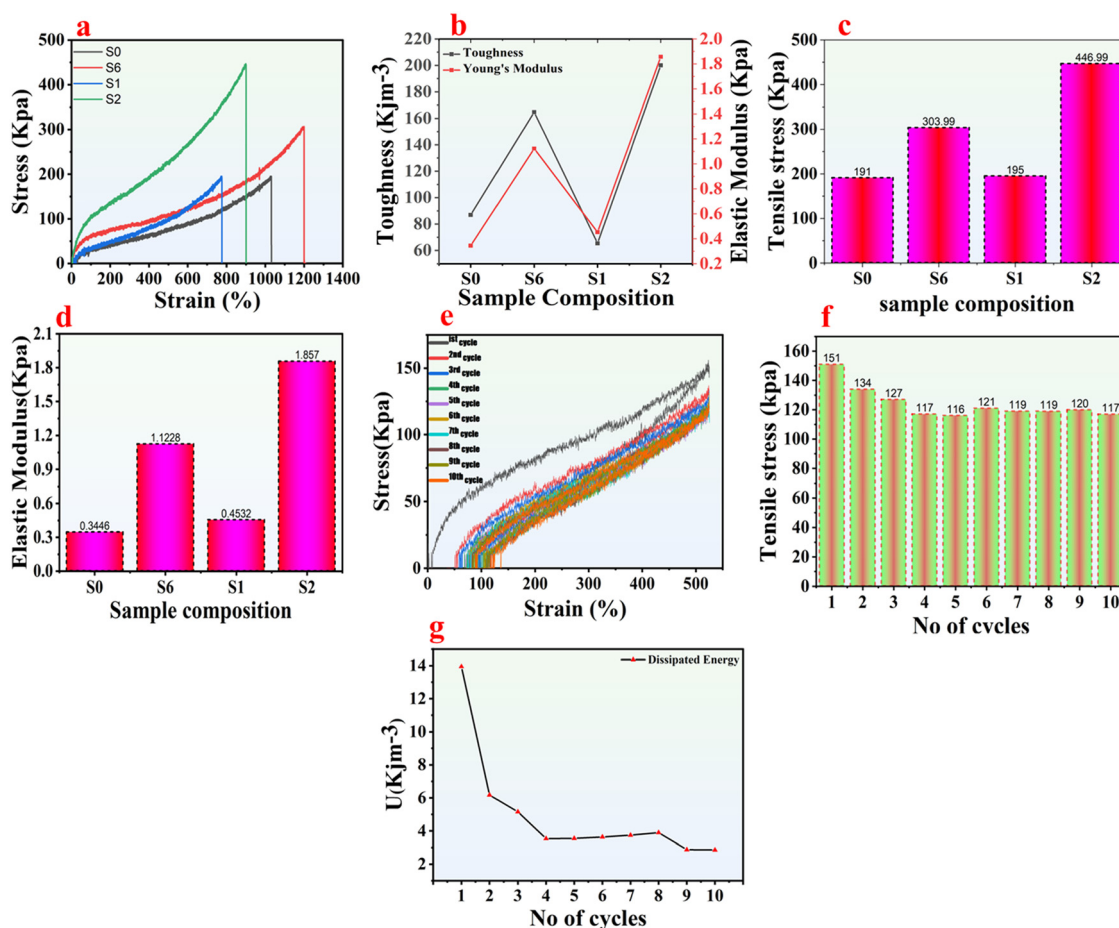 a
500
400
300
200
100
0
Stress (Kpa)
S0
S6
S1
S2
0 200 400 600 800 1000 1200 1400
Strain (%)
b
220
200
180
160
140
120
100
80
60
Toughness (Kjm-3)
Toughness
Young's Modulus
2.0
1.8
1.6
1.4
1.2
1.0
0.8
0.6
0.4
0.2
Elastic Modulus (Kpa)
S0 S6 S1 S2
Sample Composition
c
500
400
300
200
100
0
Tensile stress (Kpa)
191
303.99
195
446.99
S0 S6 S1 S2
sample composition
d
2.1
1.8
1.5
1.2
0.9
0.6
0.3
0.0
Elastic Modulus(Kpa)
0.3446
1.1228
0.4532
1.857
S0 S6 S1 S2
Sample composition
e
150
100
50
0
Stress(Kpa)
1st cycle
2nd cycle
3rd cycle
4th cycle
5th cycle
6th cycle
7th cycle
8th cycle
9th cycle
10th cycle
0 100 200 300 400 500
Strain (%)
f
160
140
120
100
80
60
40
20
0
Tensile stress (kpa)
151
134
127
117
116
121
119
119
120
117
1 2 3 4 5 6 7 8 9 10
No of cycles
g
14
12
10
8
6
4
2
U(Kjm-3)
Dissipated Energy
1 2 3 4 5 6 7 8 9 10
No of cycles